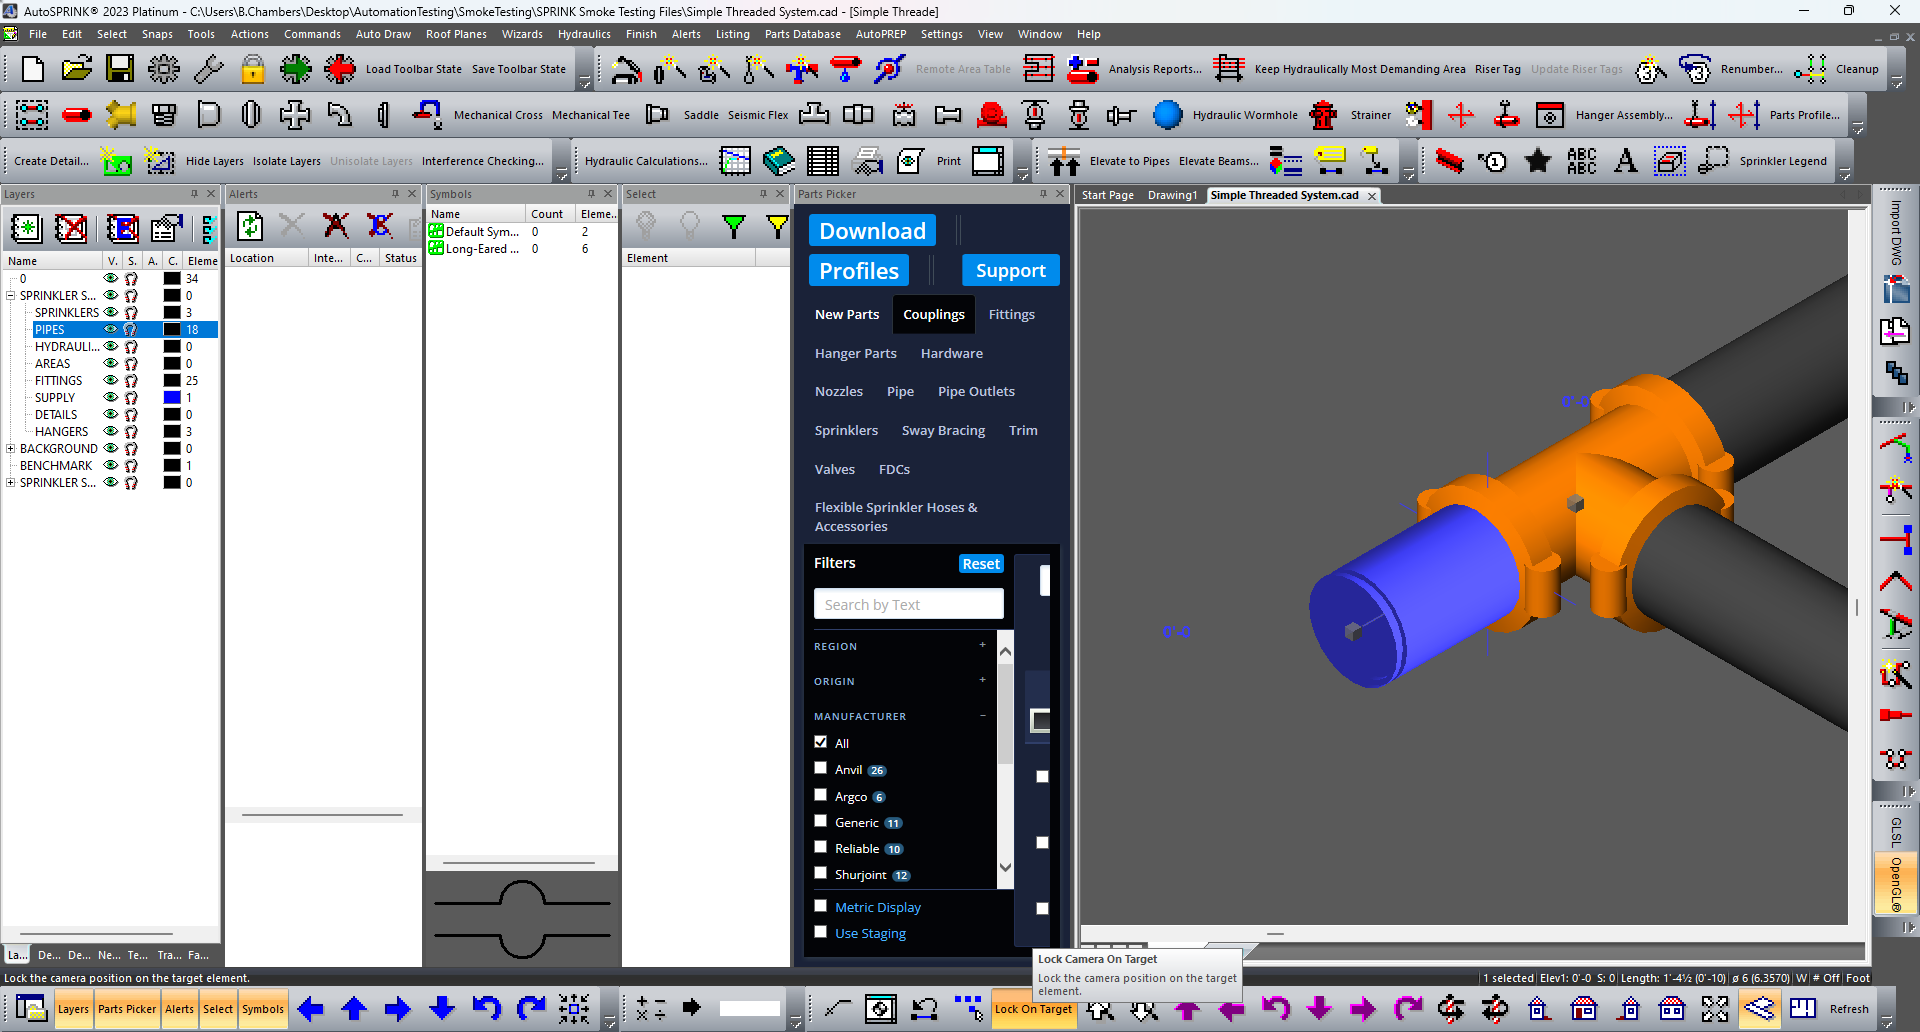 AutoSPRINK® 2023 Platinum - C:\Users\B.Chambers\Desktop\AutomationTesting\SmokeTesting\SPRINK Smoke Testing Files\Simple Threaded System.cad - [Simple Threade]
File Edit Select Snaps Tools Actions Commands Auto Draw Roof Planes Wizards Hydraulics Finish Alerts Listing Parts Database AutoPREP Settings View Window Help
Load Toolbar State Save Toolbar State Remote Area Table Analysis Reports... Keep Hydraulically Most Demanding Area Riser Tag Update Riser Tags Renumber... Cleanup
Mechanical Cross Mechanical Tee Saddle Seismic Flex Hydraulic Wormhole Strainer Hanger Assembly... Parts Profile...
Create Detail... Hide Layers Isolate Layers Unisolate Layers Interference Checking... Hydraulic Calculations... Print Elevate to Pipes Elevate Beams... ABC ABC A Sprinkler Legend
Layers
Name V. S. A. C. Eleme
0 34
SPRINKLER S... 0
SPRINKLERS 3
PIPES 18
HYDRAULI... 0
AREAS 0
FITTINGS 25
SUPPLY 1
DETAILS 0
HANGERS 3
BACKGROUND 0
BENCHMARK 1
SPRINKLER S... 0
La... De... De... Ne... Te... Tra... Fa...
Alerts
Location Inte... C... Status
Symbols
Name Count Eleme...
Default Sym... 0 2
Long-Eared ... 0 6
Select
Element
Parts Picker
Download
Profiles Support
New Parts Couplings Fittings
Hanger Parts Hardware
Nozzles Pipe Pipe Outlets
Sprinklers Sway Bracing Trim
Valves FDCs
Flexible Sprinkler Hoses &
Accessories
Filters Reset
Search by Text
REGION +
ORIGIN +
MANUFACTURER −
All
Anvil 26
Argco 6
Generic 11
Reliable 10
Shurjoint 12
Metric Display
Use Staging
Start Page Drawing1 Simple Threaded System.cad
0'-0
0'-0
Import DWG
GLSL
OpenGL®
Lock Camera On Target
Lock the camera position on the target
element.
Lock the camera position on the target element.
1 selected Elev1: 0'-0 S: 0 Length: 1'-4½ (0'-10) ø 6 (6.3570) W # Off Foot
Layers Parts Picker Alerts Select Symbols Lock On Target Refresh